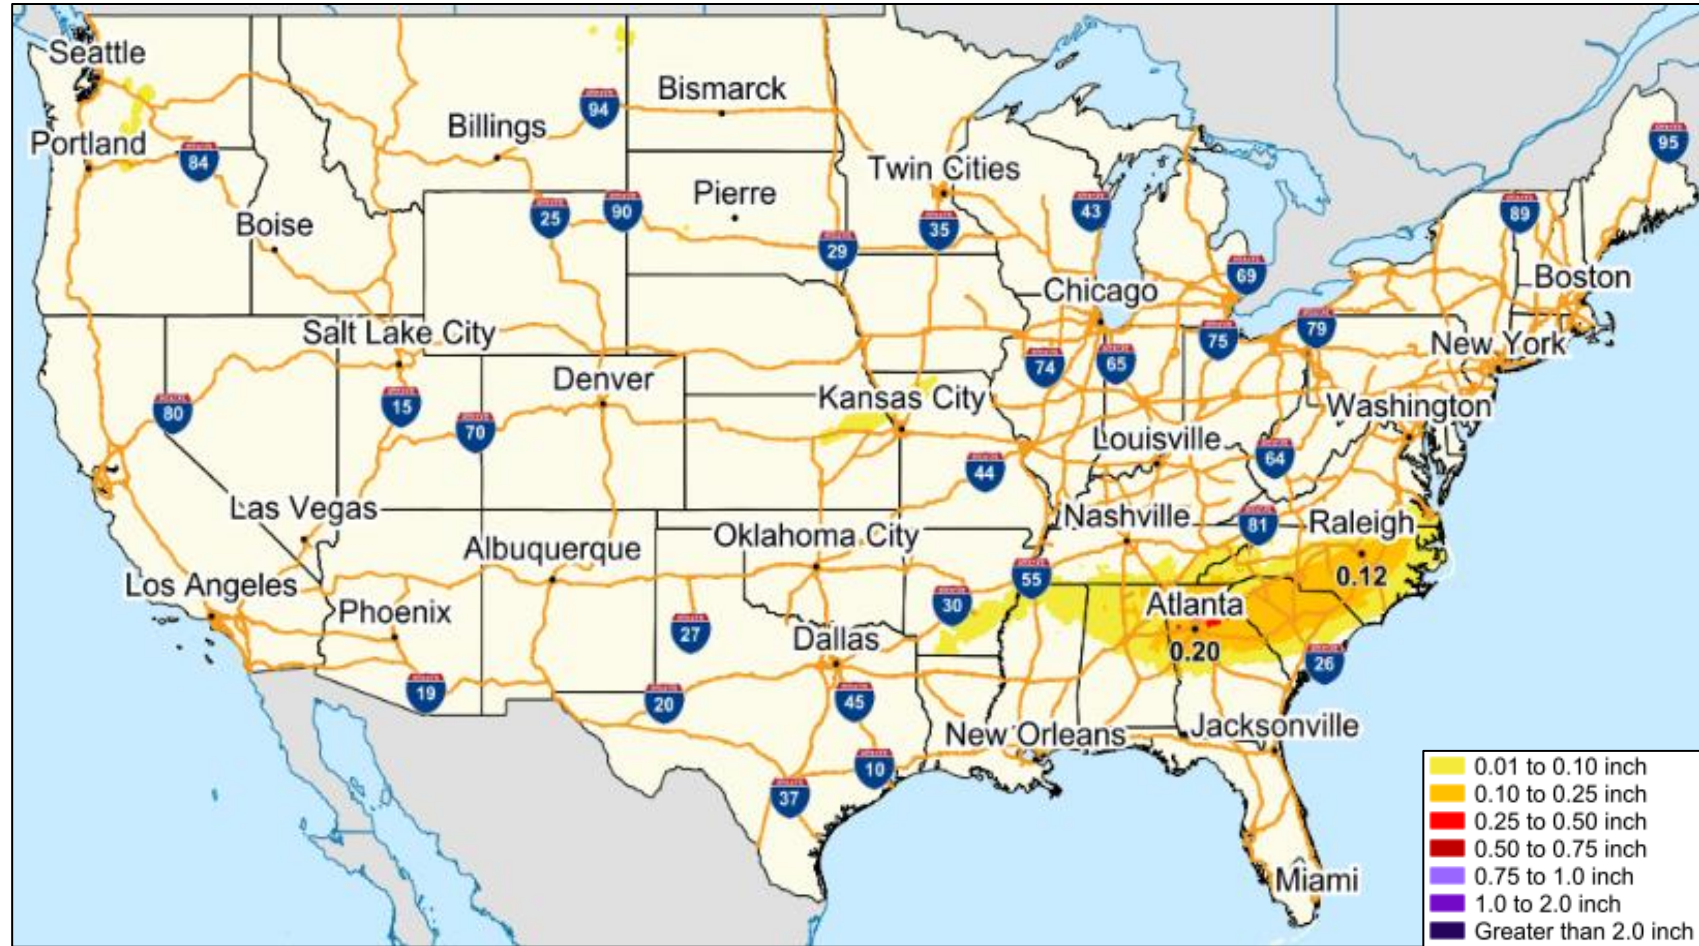 Seattle
95
94
Bismarck
Billings
Portland
84
Twin Cities
Pierre
90
25
43
89
35
Boise
29
69
Boston
Chicago
Salt Lake City
79
75
New York
74
65
Denver
Kansas City
Washington
80
15
70
Louisville
64
44
Las Vegas
Nashville
81
Raleigh
Oklahoma City
Albuquerque
0.12
55
Los Angeles
30
Atlanta
Phoenix
27
Dallas
0.20
26
19
20
45
Jacksonville
New Orleans
10
37
Miami
0.01 to 0.10 inch
0.10 to 0.25 inch
0.25 to 0.50 inch
0.50 to 0.75 inch
0.75 to 1.0 inch
1.0 to 2.0 inch
Greater than 2.0 inch